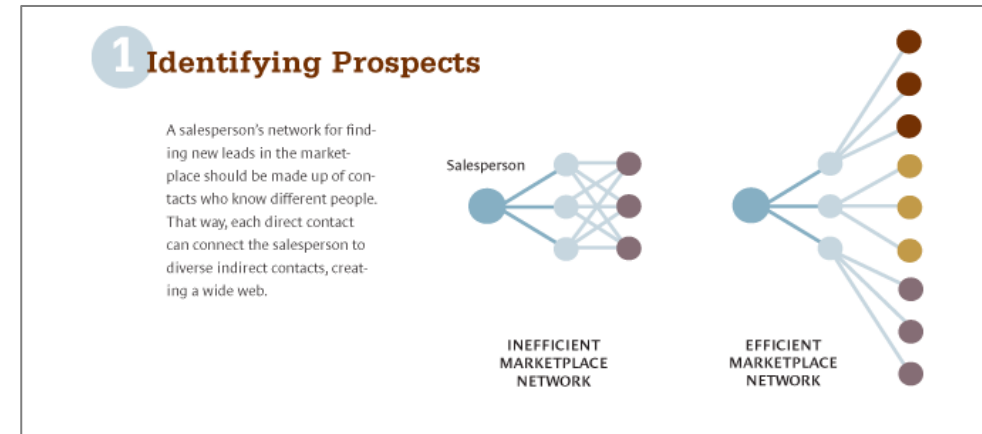 1 Identifying Prospects
A salesperson's network for find-
ing new leads in the market-
place should be made up of con-
tacts who know different people.
That way, each direct contact
can connect the salesperson to
diverse indirect contacts, creat-
ing a wide web.
Salesperson
INEFFICIENT
MARKETPLACE
NETWORK
EFFICIENT
MARKETPLACE
NETWORK